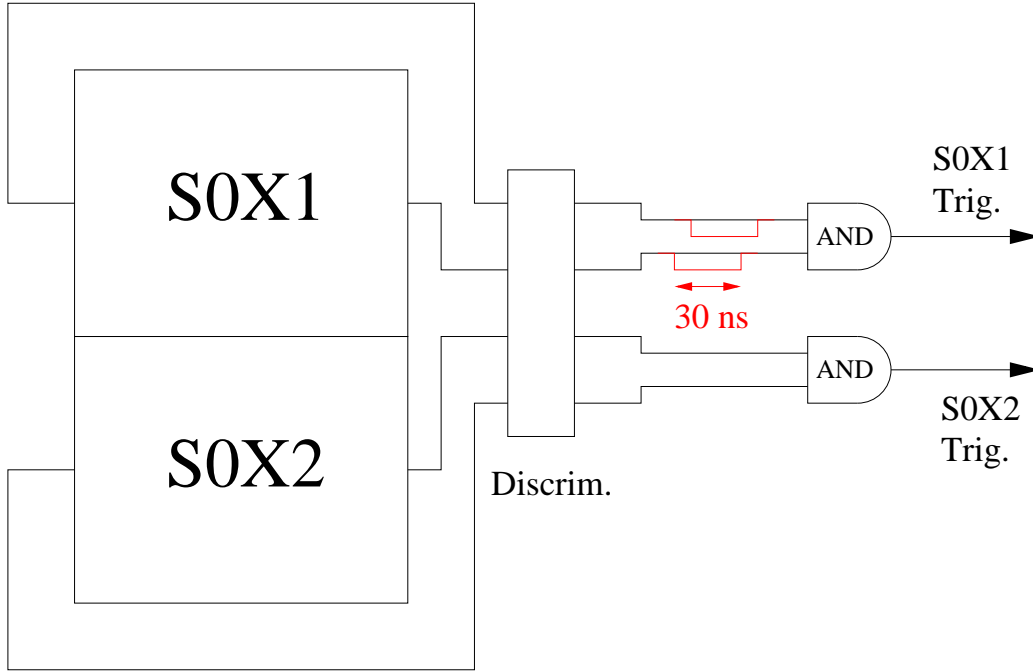 S0X1
S0X2
Discrim.
30 ns
AND
AND
S0X1
Trig.
S0X2
Trig.